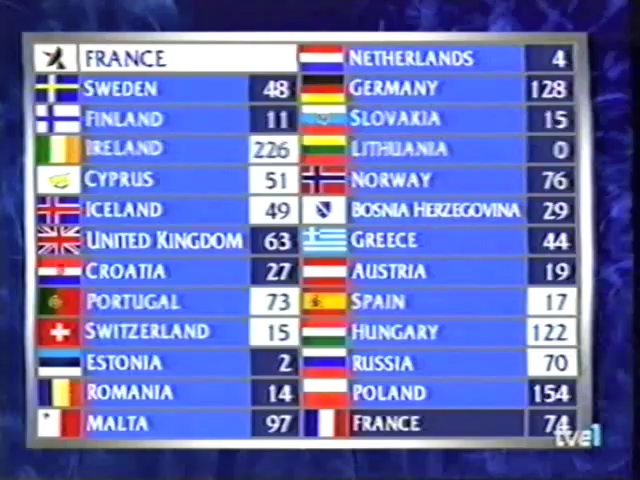 FRANCE
SWEDEN 48
FINLAND 11
IRELAND 226
CYPRUS 51
ICELAND 49
UNITED KINGDOM 63
CROATIA 27
PORTUGAL 73
SWITZERLAND 15
ESTONIA 2
ROMANIA 14
MALTA 97
NETHERLANDS 4
GERMANY 128
SLOVAKIA 15
LITHUANIA 0
NORWAY 76
BOSNIA HERZEGOVINA 29
GREECE 44
AUSTRIA 19
SPAIN 17
HUNGARY 122
RUSSIA 70
POLAND 154
FRANCE 74
tve1